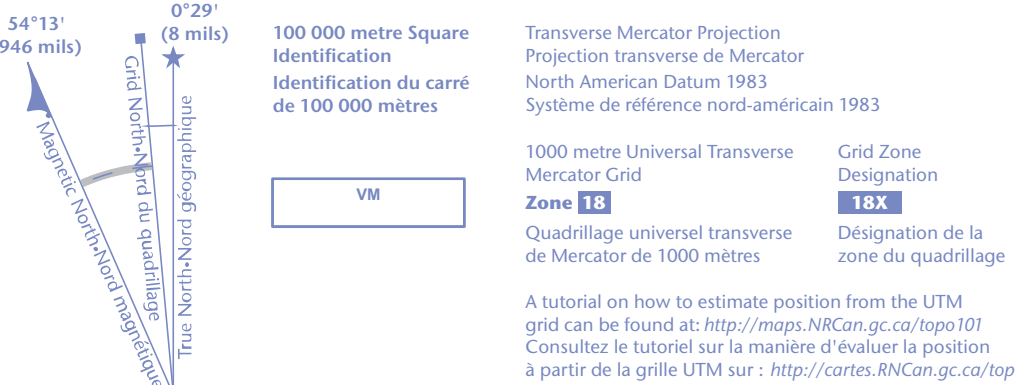 54°13'
946 mils)
0°29'
(8 mils)
Magnetic North•Nord magnétique
Grid North•Nord du quadrillage
True North•Nord géographique
100 000 metre Square
Identification
Identification du carré
de 100 000 mètres
VM
Transverse Mercator Projection
Projection transverse de Mercator
North American Datum 1983
Système de référence nord-américain 1983
1000 metre Universal Transverse
Mercator Grid
Zone 18
Quadrillage universel transverse
de Mercator de 1000 mètres
Grid Zone
Designation
18X
Désignation de la
zone du quadrillage
A tutorial on how to estimate position from the UTM
grid can be found at: http://maps.NRCan.gc.ca/topo101
Consultez le tutoriel sur la manière d'évaluer la position
à partir de la grille UTM sur : http://cartes.RNCan.gc.ca/top